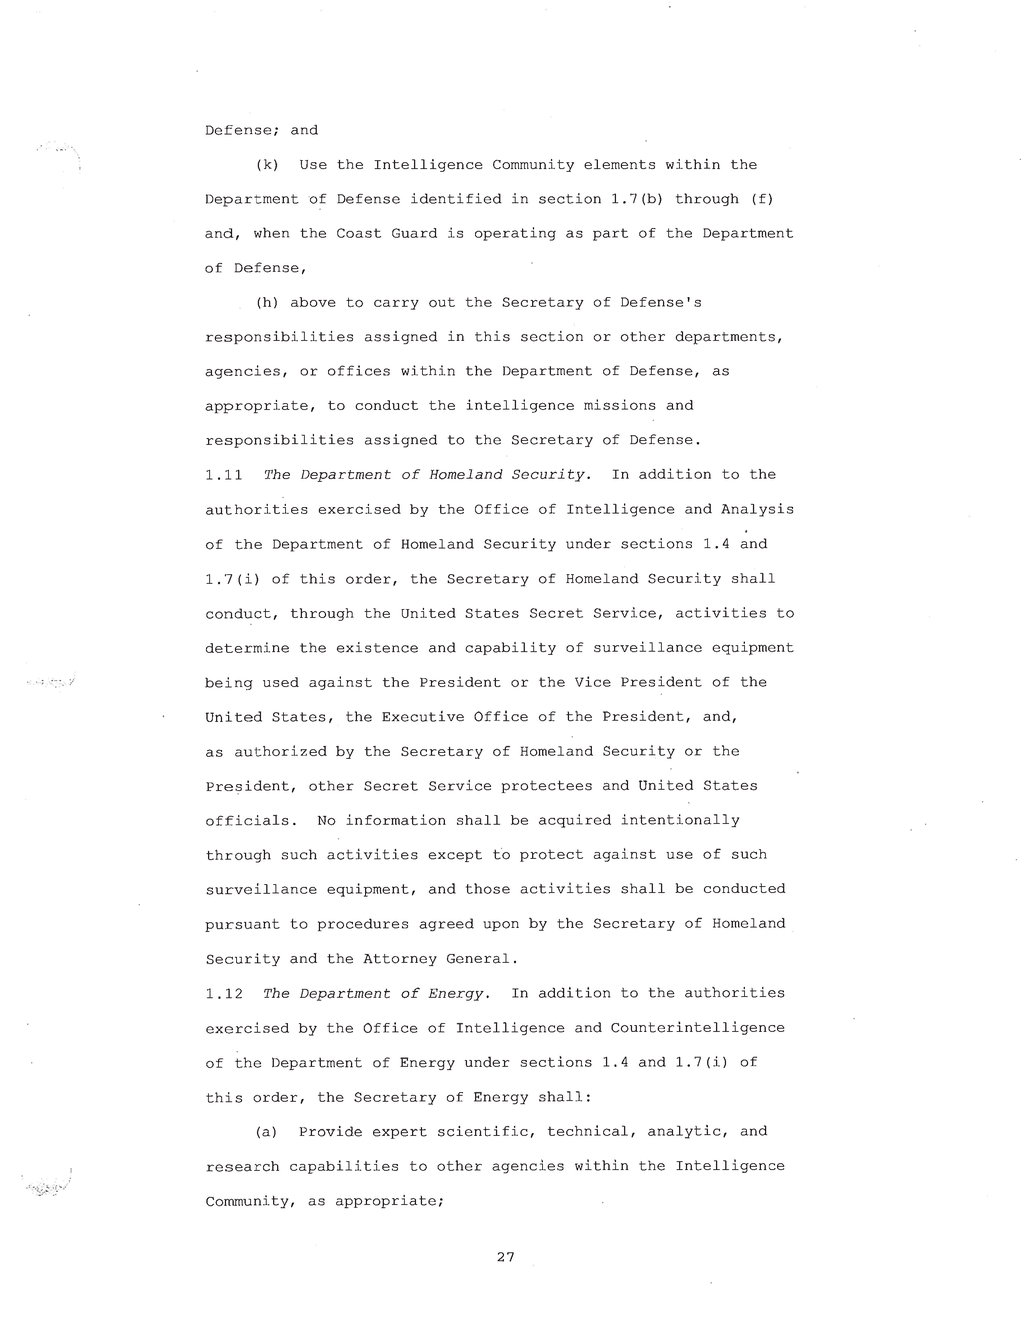 Defense; and
(k) Use the Intelligence Community elements within the
Department of Defense identified in section 1.7(b) through (f)
and, when the Coast Guard is operating as part of the Department
of Defense,
(h) above to carry out the Secretary of Defense's
responsibilities assigned in this section or other departments,
agencies, or offices within the Department of Defense, as
appropriate, to conduct the intelligence missions and
responsibilities assigned to the Secretary of Defense.
1.11 The Department of Homeland Security. In addition to the
authorities exercised by the Office of Intelligence and Analysis
of the Department of Homeland Security under sections 1.4 and
1.7(i) of this order, the Secretary of Homeland Security shall
conduct, through the United States Secret Service, activities to
determine the existence and capability of surveillance equipment
being used against the President or the Vice President of the
United States, the Executive Office of the President, and,
as authorized by the Secretary of Homeland Security or the
President, other Secret Service protectees and United States
officials. No information shall be acquired intentionally
through such activities except to protect against use of such
surveillance equipment, and those activities shall be conducted
pursuant to procedures agreed upon by the Secretary of Homeland
Security and the Attorney General.
1.12 The Department of Energy. In addition to the authorities
exercised by the Office of Intelligence and Counterintelligence
of the Department of Energy under sections 1.4 and 1.7(i) of
this order, the Secretary of Energy shall:
(a) Provide expert scientific, technical, analytic, and
research capabilities to other agencies within the Intelligence
Community, as appropriate;
27